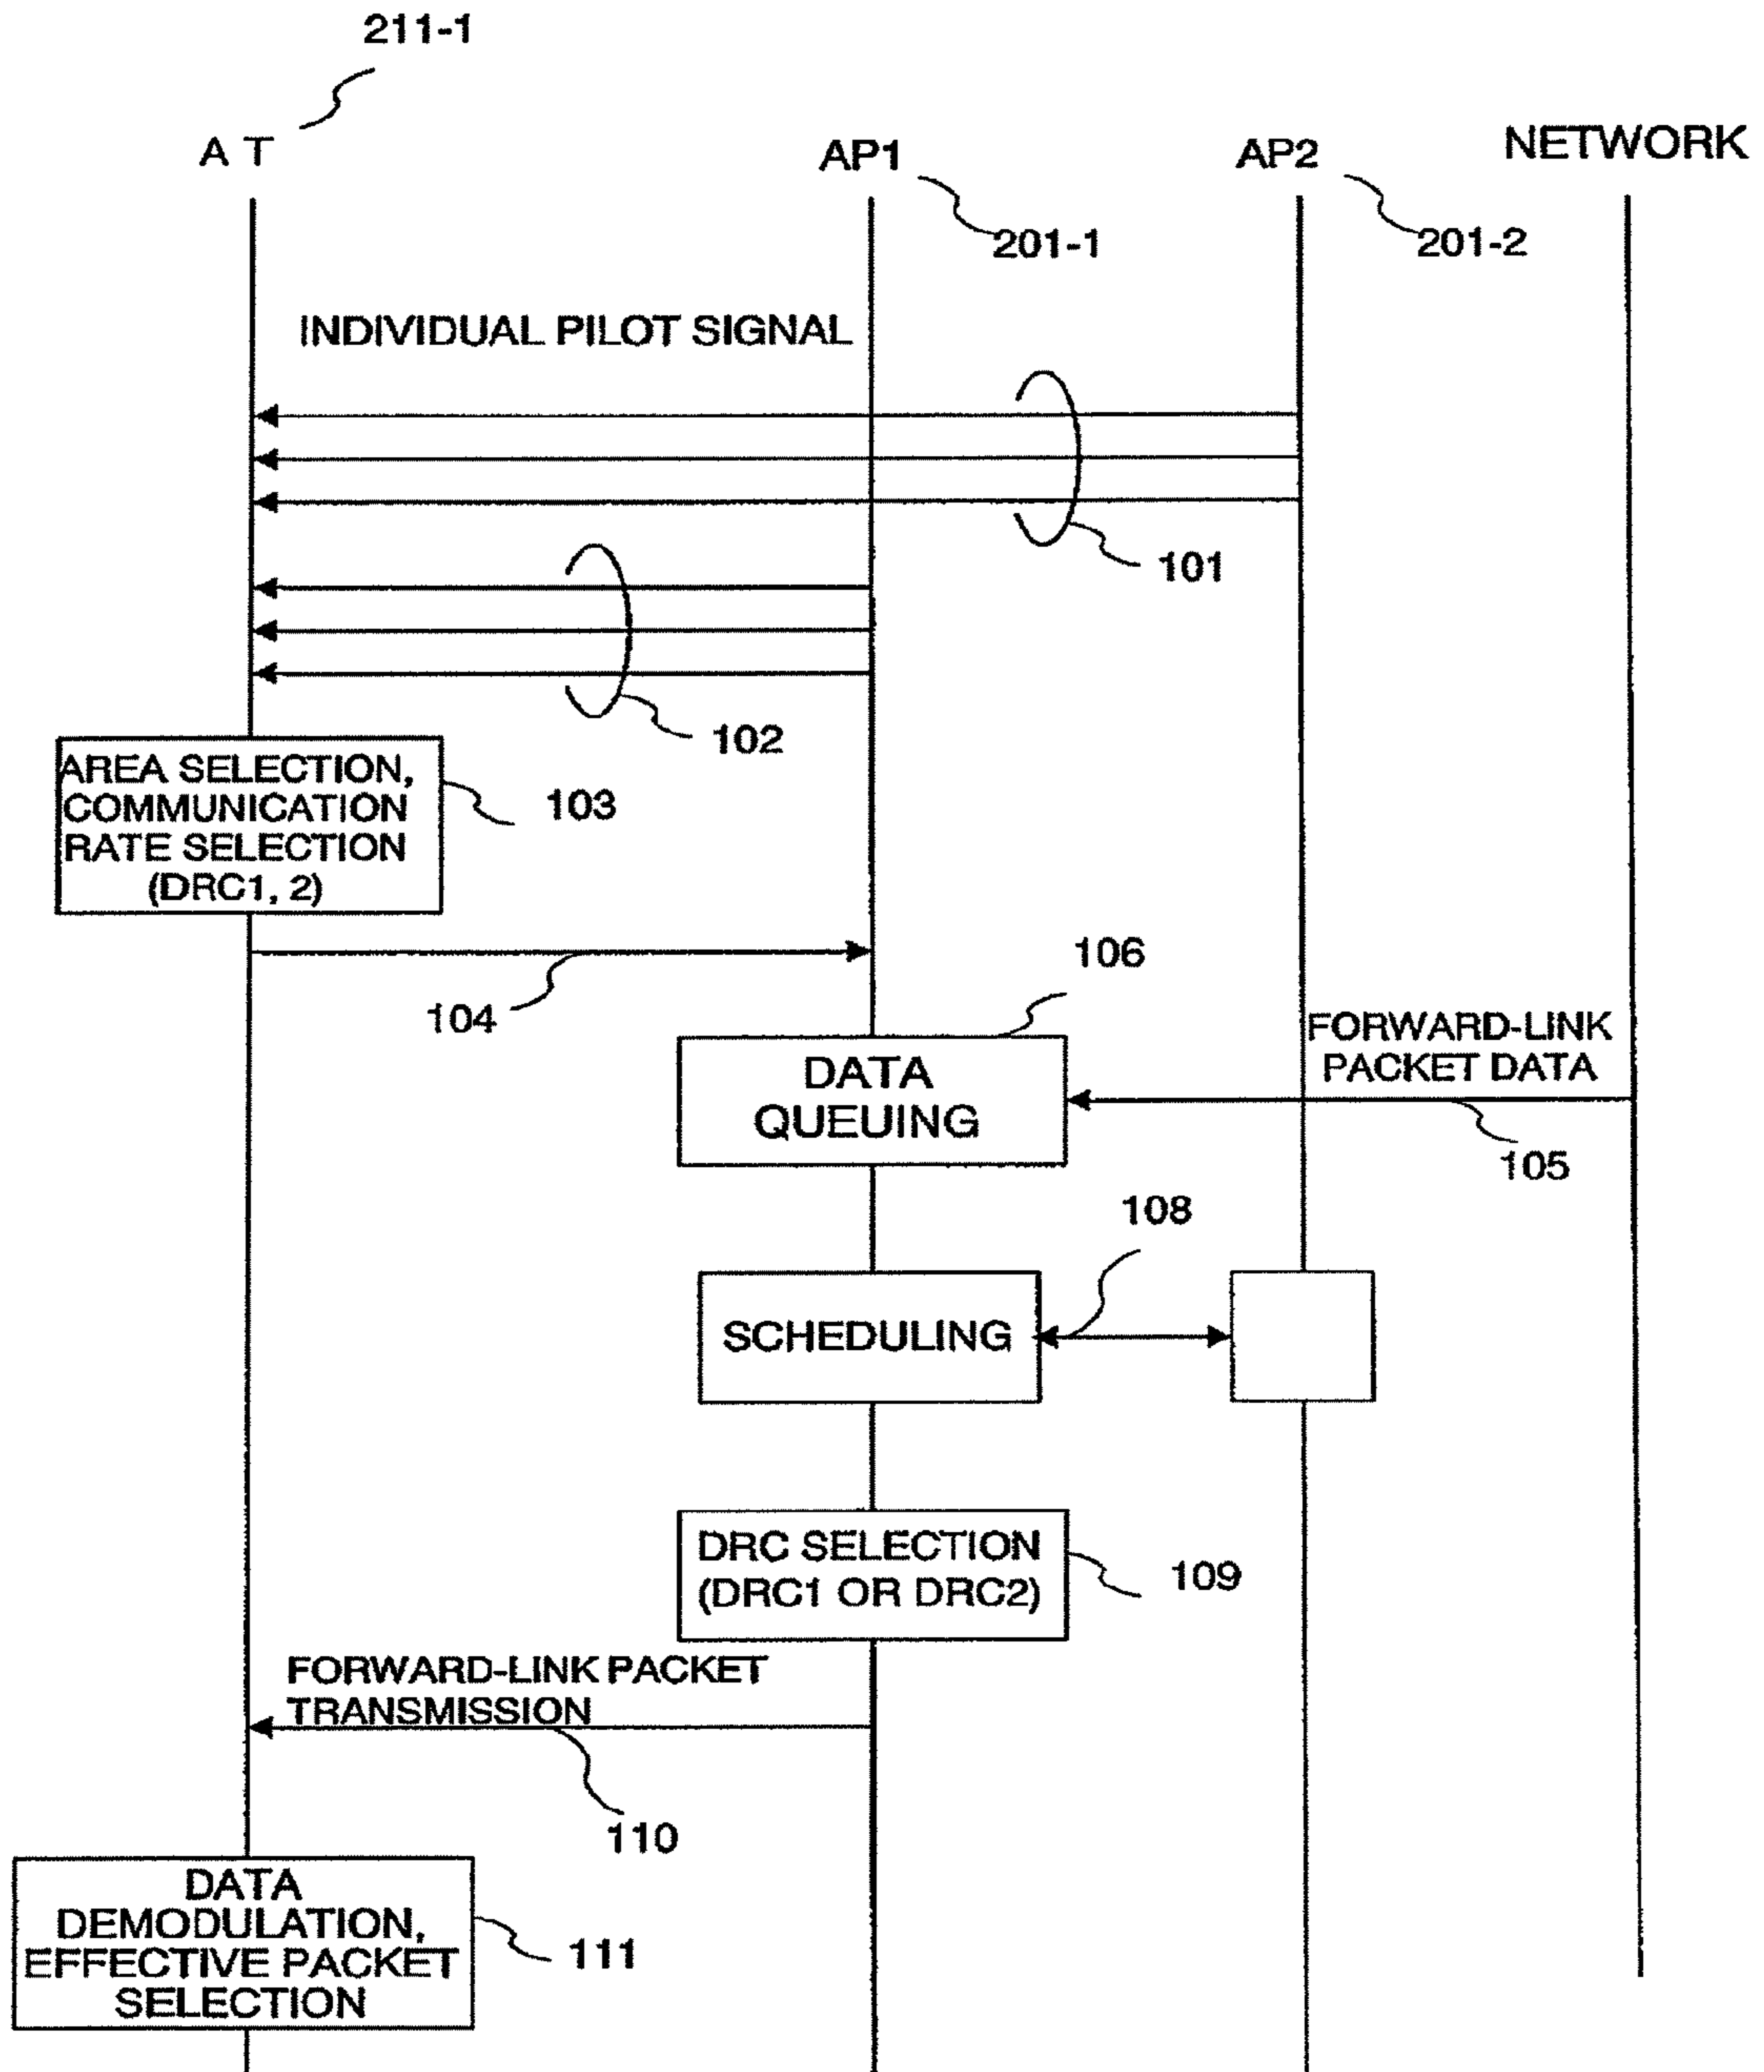 211-1
A T
AP1
AP2
NETWORK
201-1
201-2
INDIVIDUAL PILOT SIGNAL
101
102
AREA SELECTION,
COMMUNICATION
RATE SELECTION
(DRC1, 2)
103
104
106
DATA
QUEUING
FORWARD-LINK
PACKET DATA
105
108
SCHEDULING
DRC SELECTION
(DRC1 OR DRC2)
109
FORWARD-LINK PACKET
TRANSMISSION
110
DATA
DEMODULATION,
EFFECTIVE PACKET
SELECTION
111